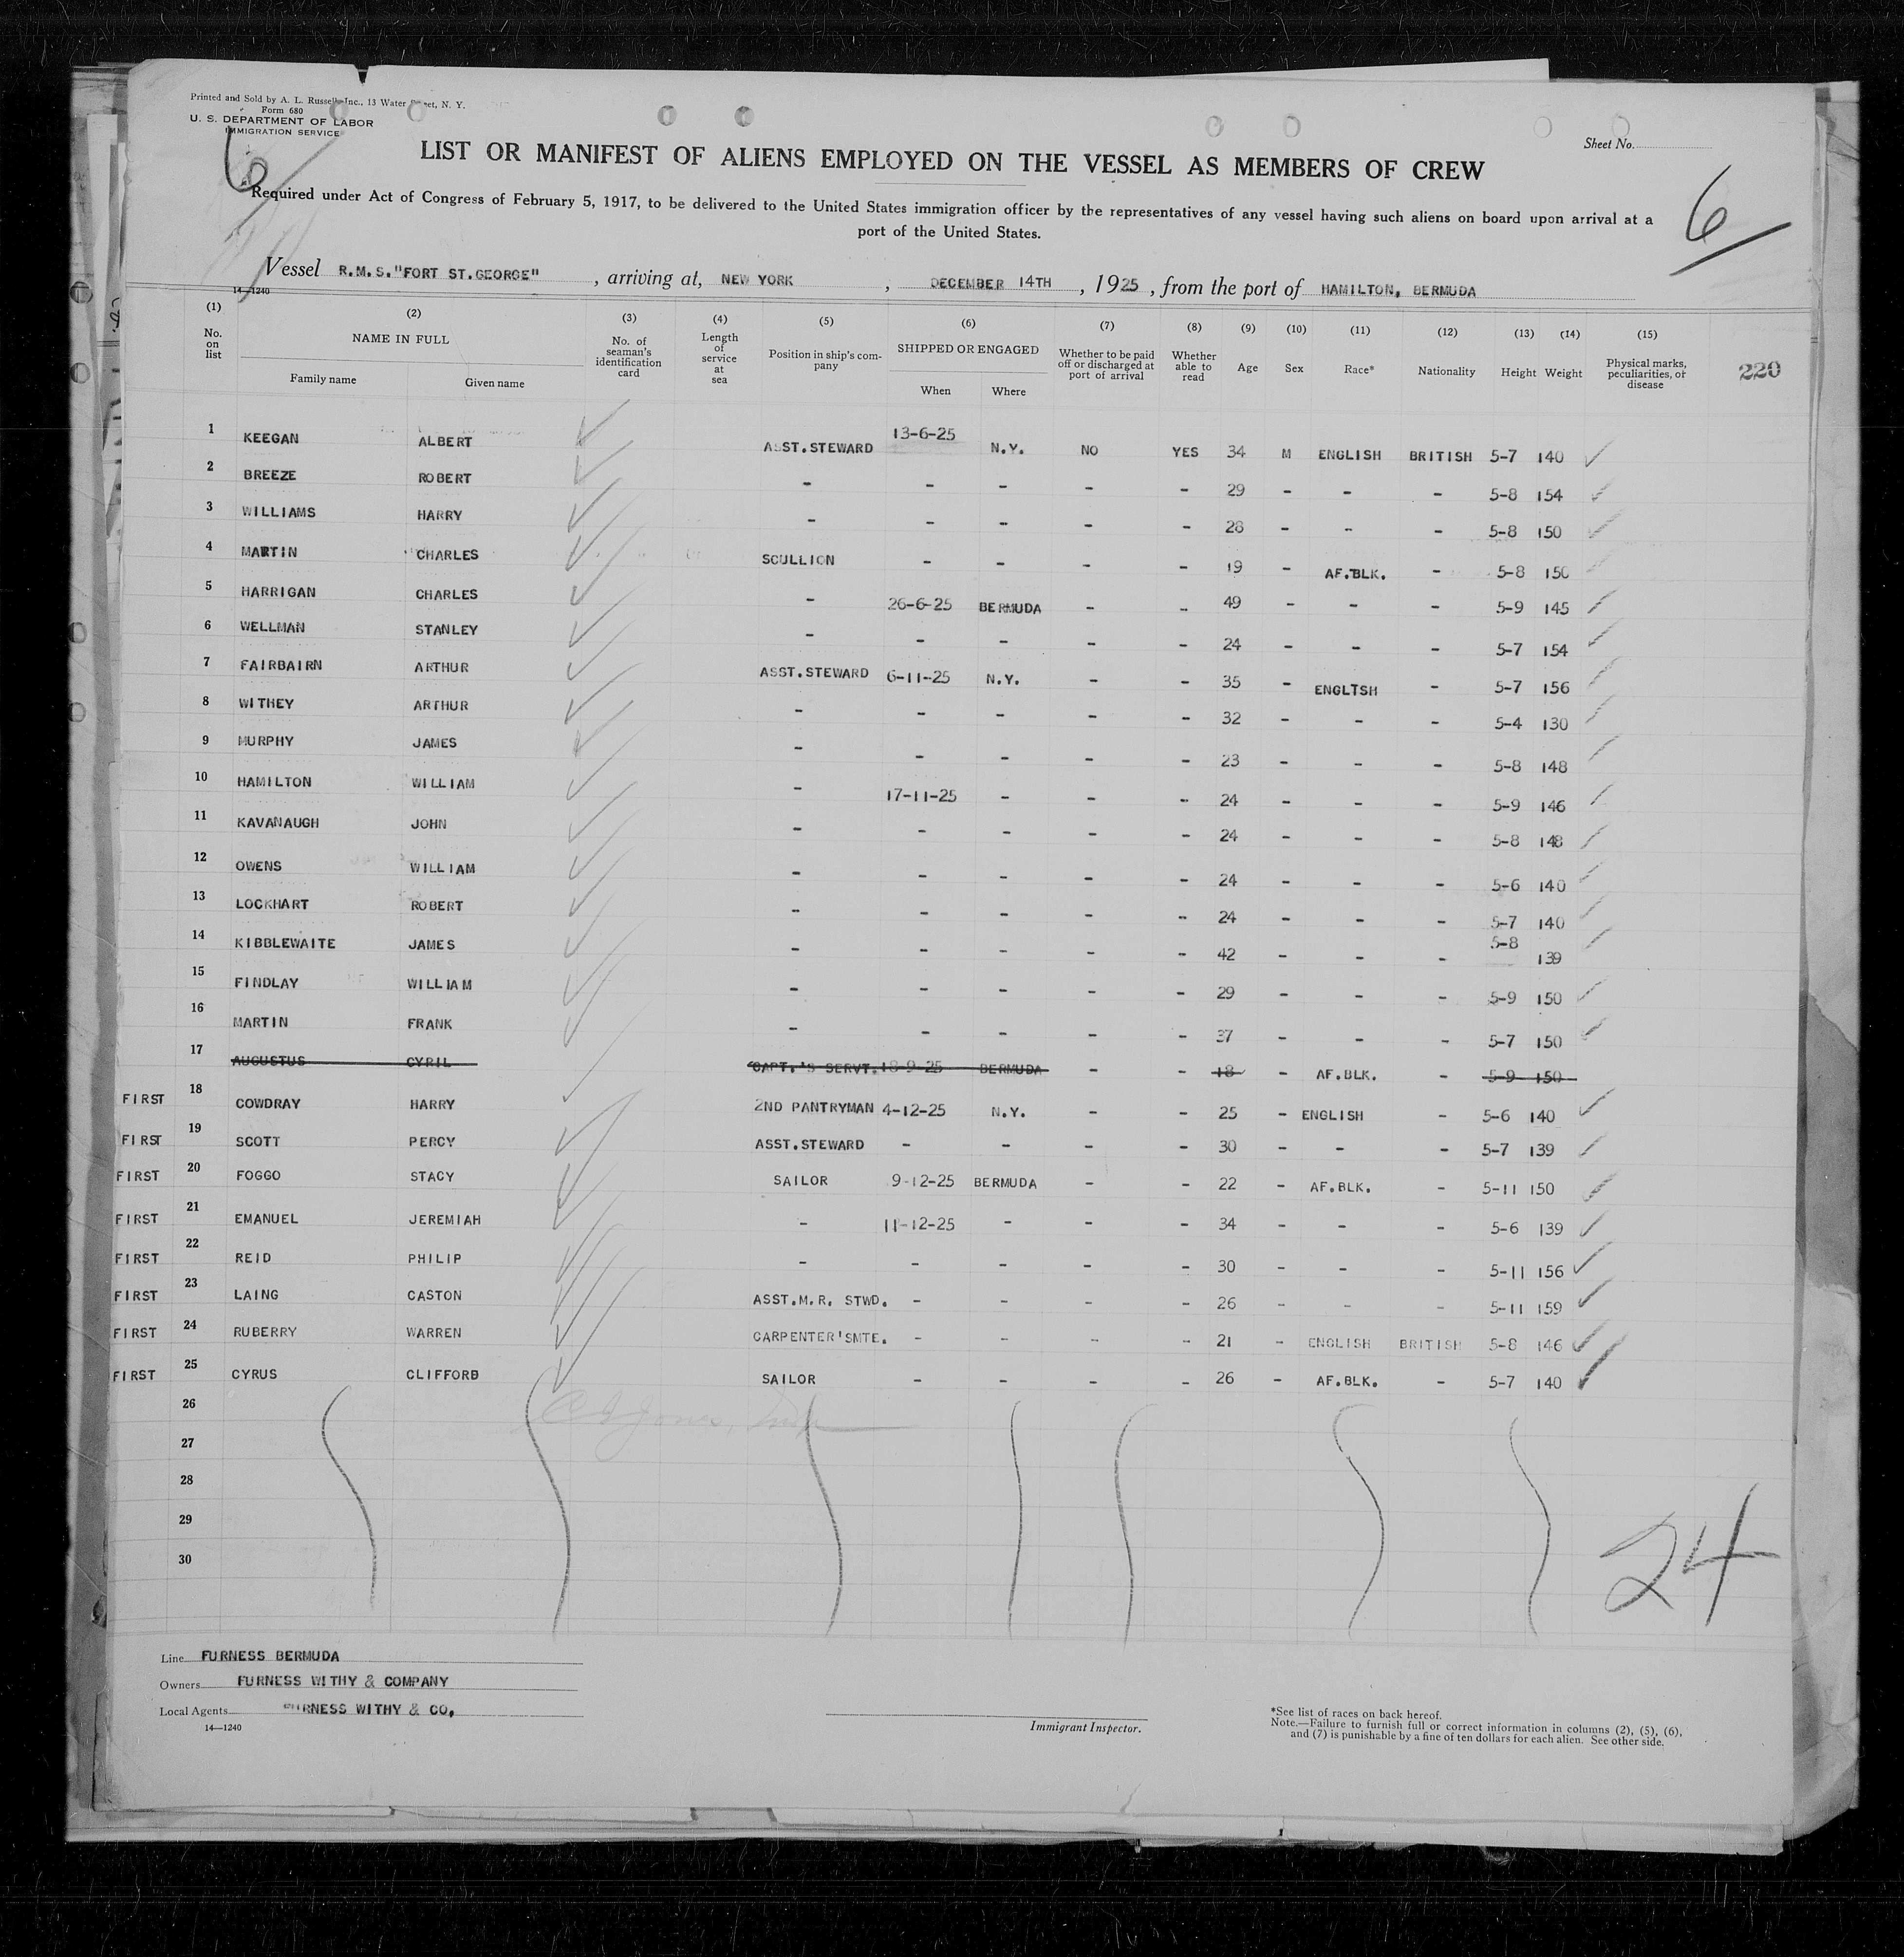 Printed and Sold by A. L. Russell, Inc., 13 Water Street, N. Y.
Form 680
U. S. DEPARTMENT OF LABOR
IMMIGRATION SERVICE
Sheet No.
6
6
LIST OR MANIFEST OF ALIENS EMPLOYED ON THE VESSEL AS MEMBERS OF CREW
Required under Act of Congress of February 5, 1917, to be delivered to the United States immigration officer by the representatives of any vessel having such aliens on board upon arrival at a
port of the United States.
Vessel R.M.S."FORT ST.GEORGE" , arriving at, NEW YORK , DECEMBER 14TH , 1925 , from the port of HAMILTON, BERMUDA
14—1240
(1) (2) (3) (4) (5) (6) (7) (8) (9) (10) (11) (12) (13) (14) (15)
No. on list NAME IN FULL Family name Given name No. of seaman's identification card Length of service at sea Position in ship's company SHIPPED OR ENGAGED When Where Whether to be paid off or discharged at port of arrival Whether able to read Age Sex Race* Nationality Height Weight Physical marks, peculiarities, or disease 220
1 KEEGAN ALBERT ASST.STEWARD 13-6-25 N.Y. NO YES 34 M ENGLISH BRITISH 5-7 140
2 BREEZE ROBERT - - - - - 29 - - - 5-8 154
3 WILLIAMS HARRY - - - - - 28 - - - 5-8 150
4 MARTIN CHARLES SCULLION - - - - 19 - AF.BLK. - 5-8 150
5 HARRIGAN CHARLES - 26-6-25 BERMUDA - - 49 - - - 5-9 145
6 WELLMAN STANLEY - - - - - 24 - - - 5-7 154
7 FAIRBAIRN ARTHUR ASST.STEWARD 6-11-25 N.Y. - - 35 - ENGLTSH - 5-7 156
8 WITHEY ARTHUR - - - - - 32 - - - 5-4 130
9 MURPHY JAMES - - - - - 23 - - - 5-8 148
10 HAMILTON WILLIAM - 17-11-25 - - - 24 - - - 5-9 146
11 KAVANAUGH JOHN - - - - - 24 - - - 5-8 148
12 OWENS WILLIAM - - - - - 24 - - - 5-6 140
13 LOCKHART ROBERT - - - - - 24 - - - 5-7 140
14 KIBBLEWAITE JAMES - - - - - 42 - - - 5-8 139
15 FINDLAY WILLIAM - - - - - 29 - - - 5-9 150
16 MARTIN FRANK - - - - - 37 - - - 5-7 150
17 AUGUSTUS CYRIL CAPT.'S SERVT. 18-9-25 BERMUDA - - 18 - AF.BLK. - 5-9 150
FIRST 18 COWDRAY HARRY 2ND PANTRYMAN 4-12-25 N.Y. - - 25 - ENGLISH - 5-6 140
FIRST 19 SCOTT PERCY ASST.STEWARD - - - - 30 - - - 5-7 139
FIRST 20 FOGGO STACY SAILOR 9-12-25 BERMUDA - - 22 - AF.BLK. - 5-11 150
FIRST 21 EMANUEL JEREMIAH - 11-12-25 - - - 34 - - - 5-6 139
FIRST 22 REID PHILIP - - - - - 30 - - - 5-11 156
FIRST 23 LAING CASTON ASST.M.R. STWD. - - - - 26 - - - 5-11 159
FIRST 24 RUBERRY WARREN CARPENTER'SMTE. - - - - 21 - ENGLISH BRITISH 5-8 146
FIRST 25 CYRUS CLIFFORD SAILOR - - - - 26 - AF.BLK. - 5-7 140
26
27
28
29
30
24
Line FURNESS BERMUDA
Owners FURNESS WITHY & COMPANY
Local Agents FURNESS WITHY & CO.
14—1240
Immigrant Inspector.
*See list of races on back hereof.
Note.—Failure to furnish full or correct information in columns (2), (5), (6),
and (7) is punishable by a fine of ten dollars for each alien. See other side.